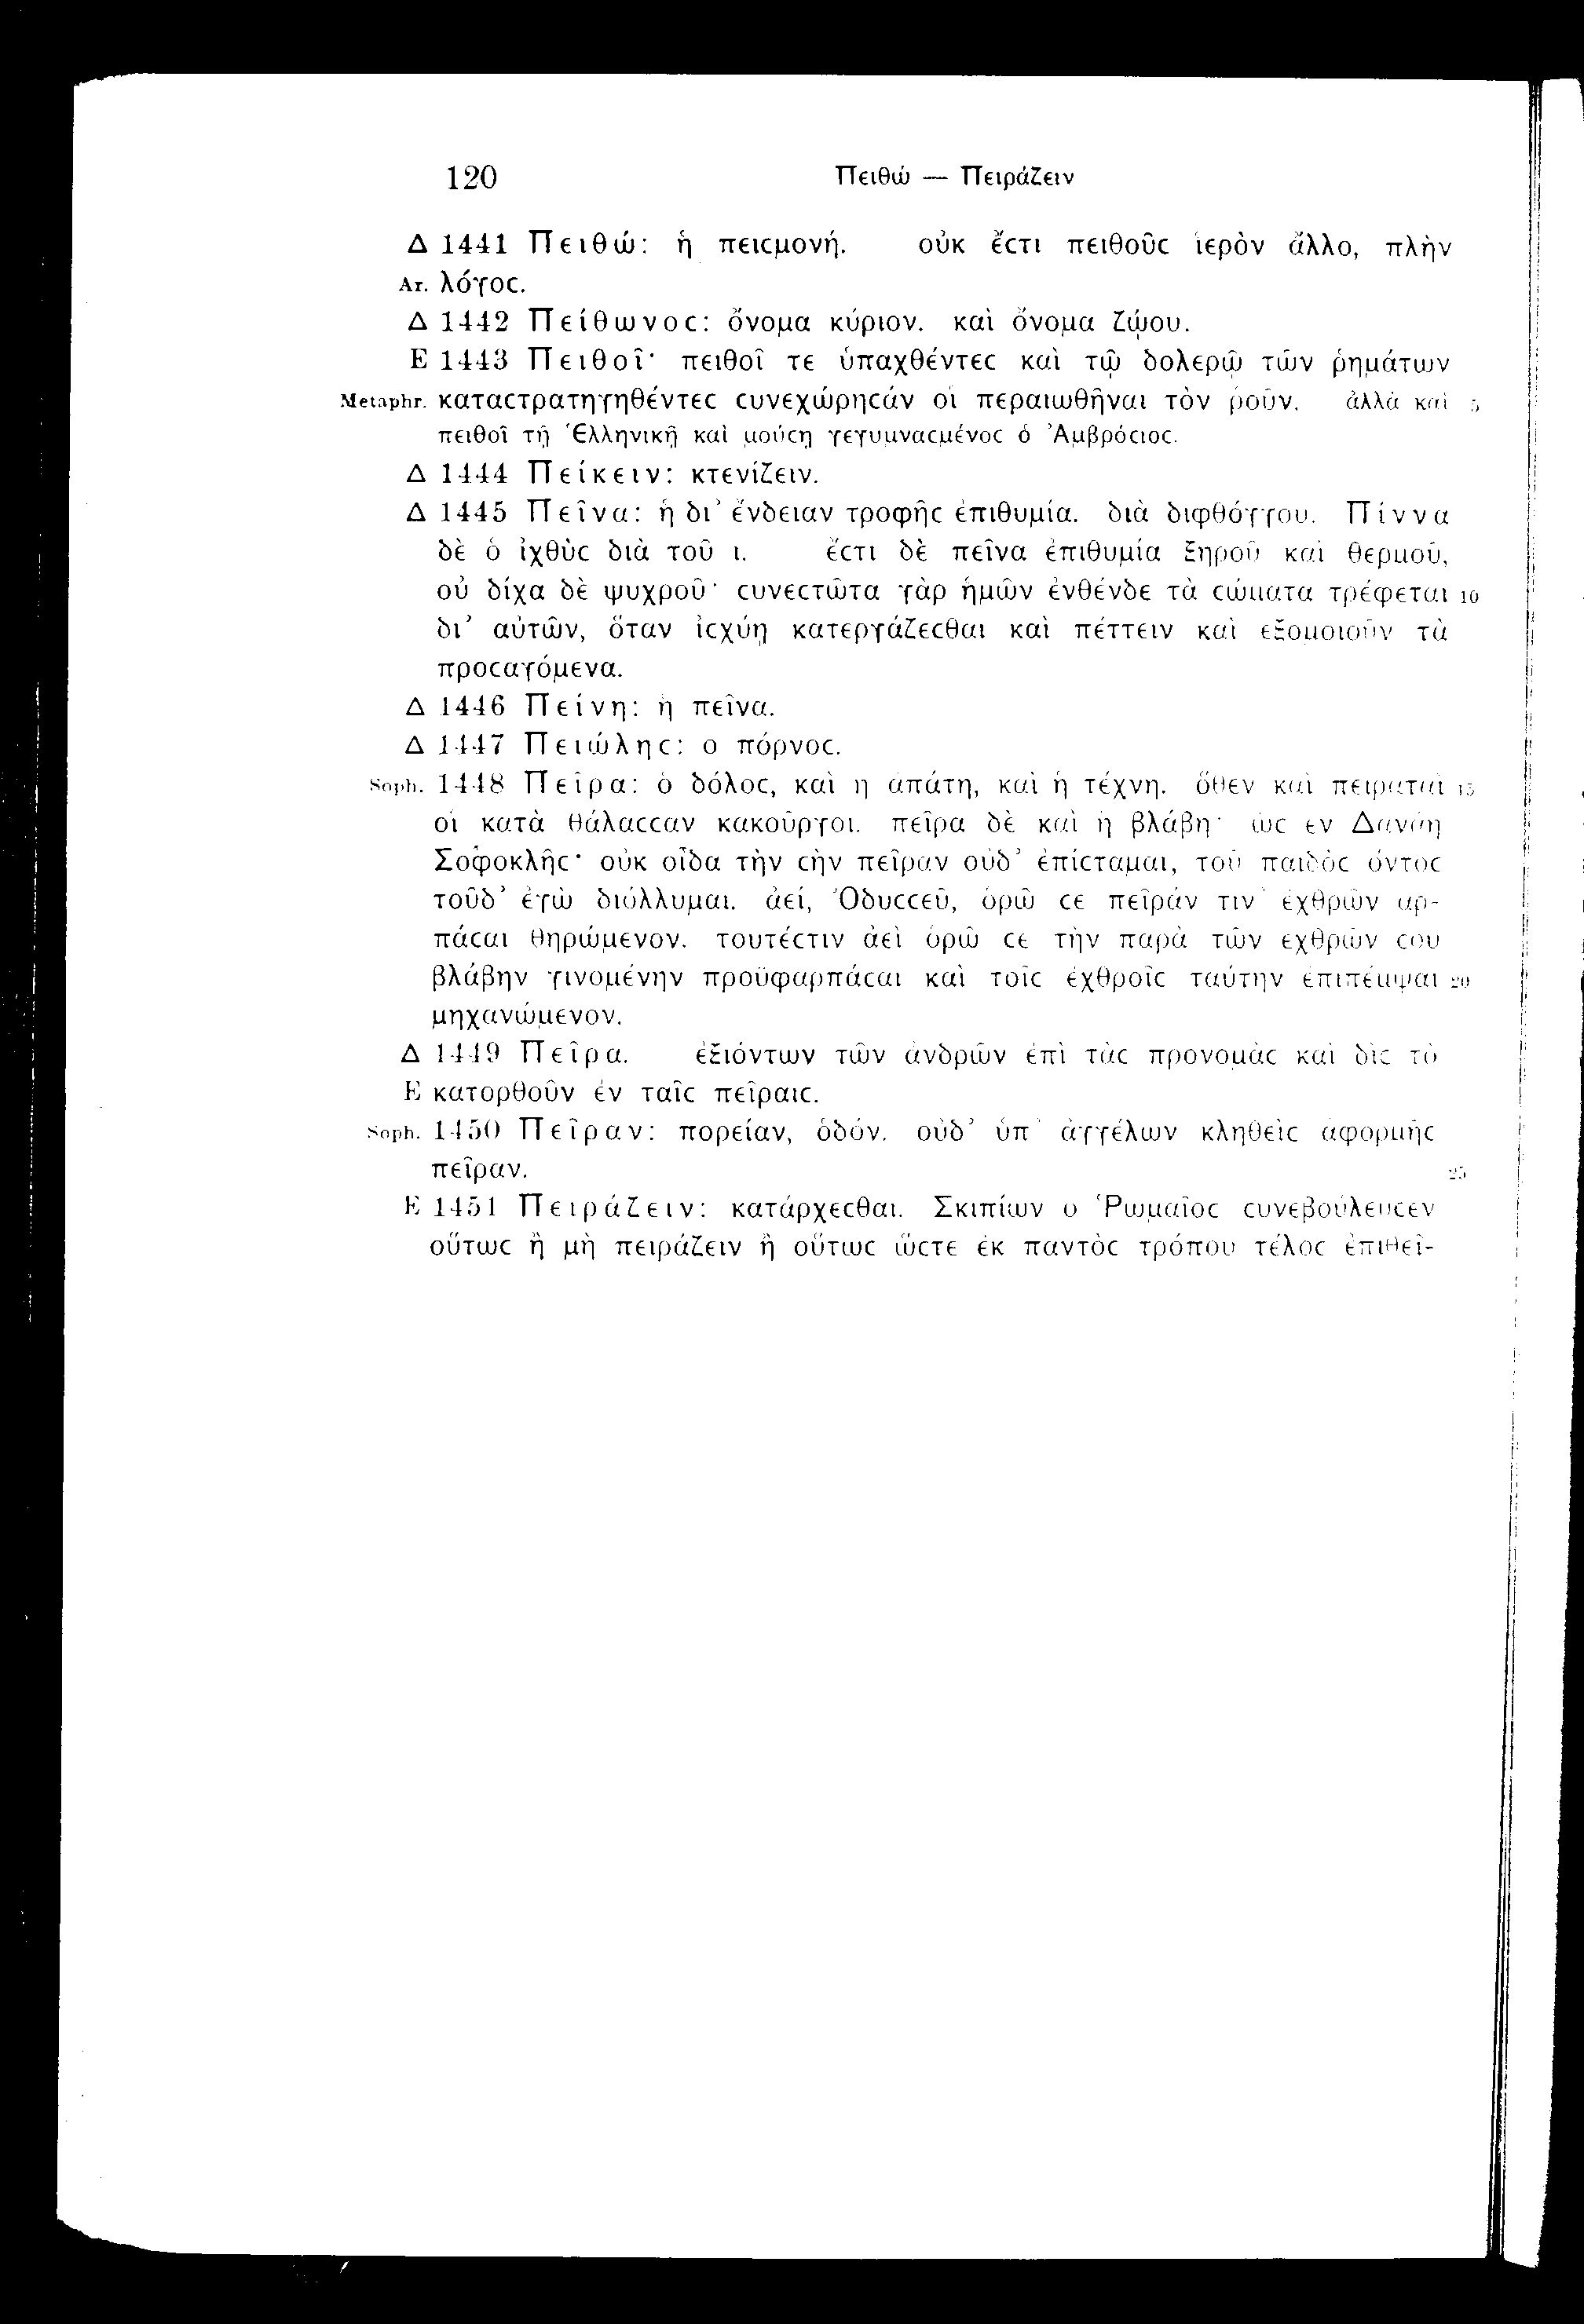 120 Πειθώ — Πειράζειν
Δ 1441 Πειθώ: ἡ πειϲμονή. οὐκ ἔϲτι πειθοῦϲ ἱερὸν ἄλλο, πλὴν
Ar. λόγοϲ.
Δ 1442 Πείθωνοϲ: ὄνομα κύριον. καὶ ὄνομα ζῴου.
E 1443 Πειθοῖ· πειθοῖ τε ὑπαχθέντεϲ καὶ τῷ δολερῷ τῶν ῥημάτων
Metaphr. καταϲτρατηγηθέντεϲ ϲυνεχώρηϲάν οἱ περαιωθῆναι τὸν ῥοῦν. ἀλλὰ καὶ 5
πειθοῖ τῇ Ἑλληνικῇ καὶ μούϲῃ γεγυμναϲμένοϲ ὁ Ἀμβρόϲιοϲ.
Δ 1444 Πείκειν: κτενίζειν.
Δ 1445 Πεῖνα: ἡ δι' ἔνδειαν τροφῆϲ ἐπιθυμία. διὰ διφθόγγου. Πίννα
δὲ ὁ ἰχθὺϲ διὰ τοῦ ι. ἔϲτι δὲ πεῖνα ἐπιθυμία ξηροῦ καὶ θερμοῦ,
οὐ δίχα δὲ ψυχροῦ· ϲυνεϲτῶτα γὰρ ἡμῶν ἐνθένδε τὰ ϲώματα τρέφεται 10
δι' αὐτῶν, ὅταν ἰϲχύῃ κατεργάζεϲθαι καὶ πέττειν καὶ ἐξομοιοῦν τὰ
προϲαγόμενα.
Δ 1446 Πείνη: ἡ πεῖνα.
Δ 1447 Πειώληϲ: ὁ πόρνοϲ.
Soph. 1448 Πεῖρα: ὁ δόλοϲ, καὶ ἡ ἀπάτη, καὶ ἡ τέχνη. ὅθεν καὶ πειραταὶ 15
οἱ κατὰ θάλαϲϲαν κακοῦργοι. πεῖρα δὲ καὶ ἡ βλάβη· ὡϲ ἐν Δανάῃ
Σοφοκλῆϲ· οὐκ οἶδα τὴν ϲὴν πεῖραν οὐδ' ἐπίϲταμαι, τοῦ παιδὸϲ ὄντοϲ
τοῦδ' ἐγὼ διόλλυμαι. ἀεί, Ὀδυϲϲεῦ, ὁρῶ ϲε πεῖράν τιν' ἐχθρῶν ἁρ-
πάϲαι θηρώμενον. τουτέϲτιν ἀεὶ ὁρῶ ϲε τὴν παρὰ τῶν ἐχθρῶν ϲου
βλάβην γινομένην προϋφαρπάϲαι καὶ τοῖϲ ἐχθροῖϲ ταύτην ἐπιπέμψαι 20
μηχανώμενον.
Δ 1449 Πεῖρα. ἐξιόντων τῶν ἀνδρῶν ἐπὶ τὰϲ προνομὰϲ καὶ δὶϲ τὸ
E κατορθοῦν ἐν ταῖϲ πεῖραιϲ.
Soph. 1450 Πεῖραν: πορείαν, ὁδόν. οὐδ' ὑπ' ἀγγέλων κληθεὶϲ ἀφορμῆϲ
πεῖραν. 25
E 1451 Πειράζειν: κατάρχεϲθαι. Σκιπίων ὁ Ῥωμαῖοϲ ϲυνεβούλευϲεν
οὕτωϲ ἢ μὴ πειράζειν ἢ οὕτωϲ ὥϲτε ἐκ παντὸϲ τρόπου τέλοϲ ἐπιθεῖ-